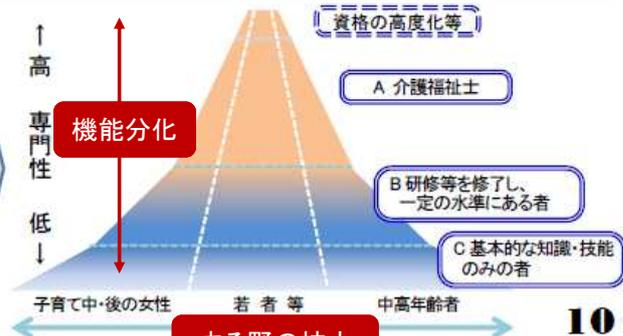 資格の高度化等
↑高 専門性 低↓
機能分化
A 介護福祉士
B 研修等を修了し、
一定の水準にある者
C 基本的な知識・技能
のみの者
子育て中・後の女性 若者等 中高年齢者
10